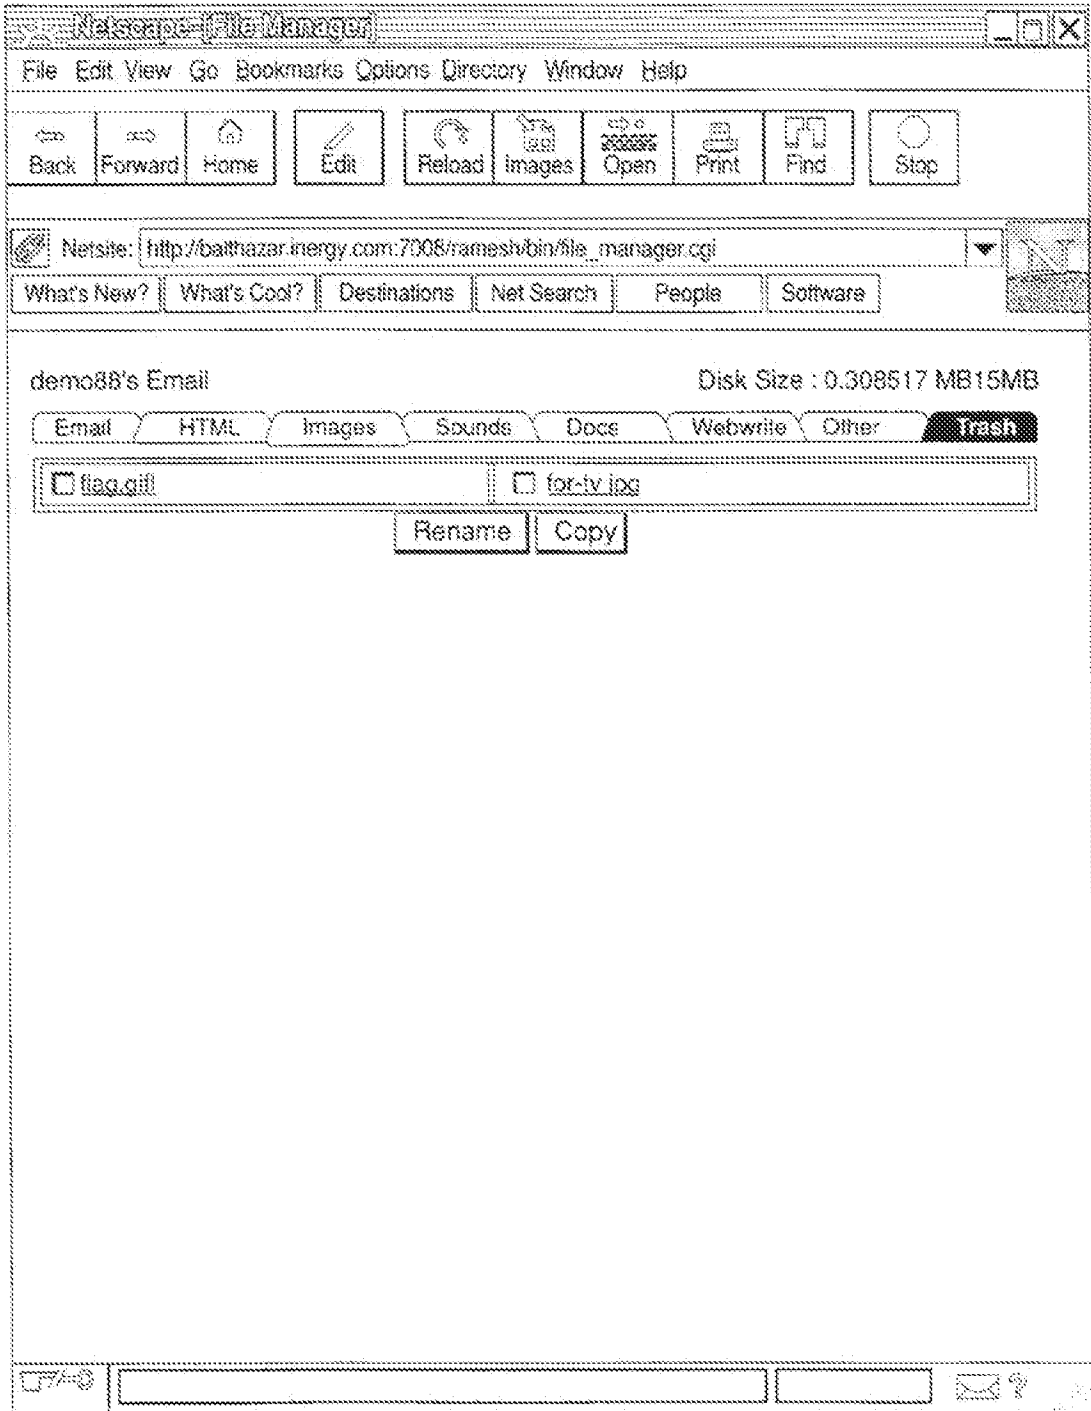 Netscape-[File Manager]
File Edit View Go Bookmarks Options Directory Window Help
Back Forward Home Edit Reload Images Open Print Find Stop
Netsite: http://balthazar.inergy.com:7008/ramesh/bin/file_manager.cgi
What's New? What's Cool? Destinations Net Search People Software
demo88's Email Disk Size : 0.308517 MB15MB
Email HTML Images Sounds Docs Webwrite Other Trash
flag.gifl for-tv.jpg
Rename Copy